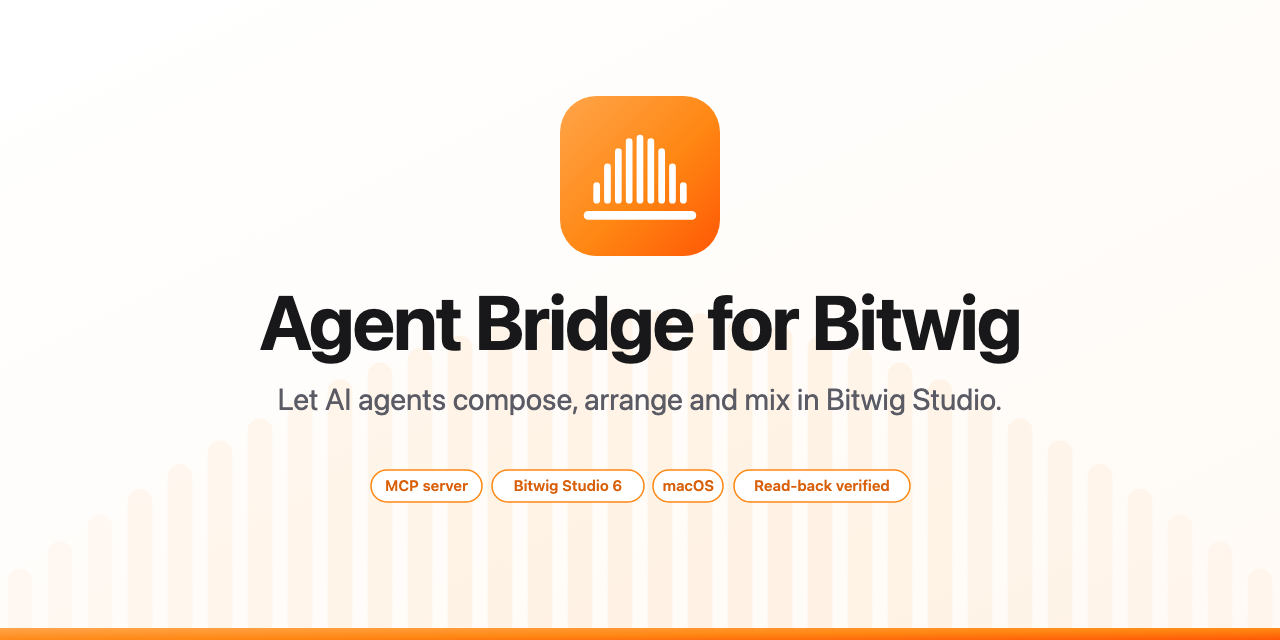 Agent Bridge for Bitwig
Let AI agents compose, arrange and mix in Bitwig Studio.
MCP server
Bitwig Studio 6
macOS
Read-back verified